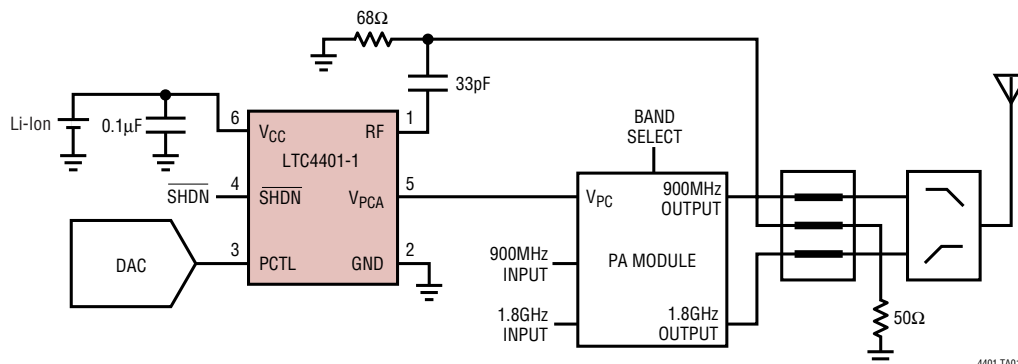 68Ω
33pF
Li-Ion
0.1µF
6
VCC
RF
1
LTC4401-1
SHDN
4
SHDN
VPCA
5
DAC
3
PCTL
GND
2
BAND
SELECT
VPC
900MHz
OUTPUT
900MHz
INPUT
PA MODULE
1.8GHz
INPUT
1.8GHz
OUTPUT
50Ω